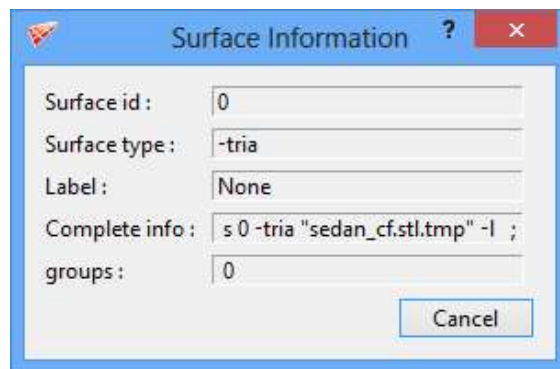 Surface Information ? ×
Surface id : 0
Surface type : -tria
Label : None
Complete info : s 0 -tria "sedan_cf.stl.tmp" -l ;
groups : 0
Cancel